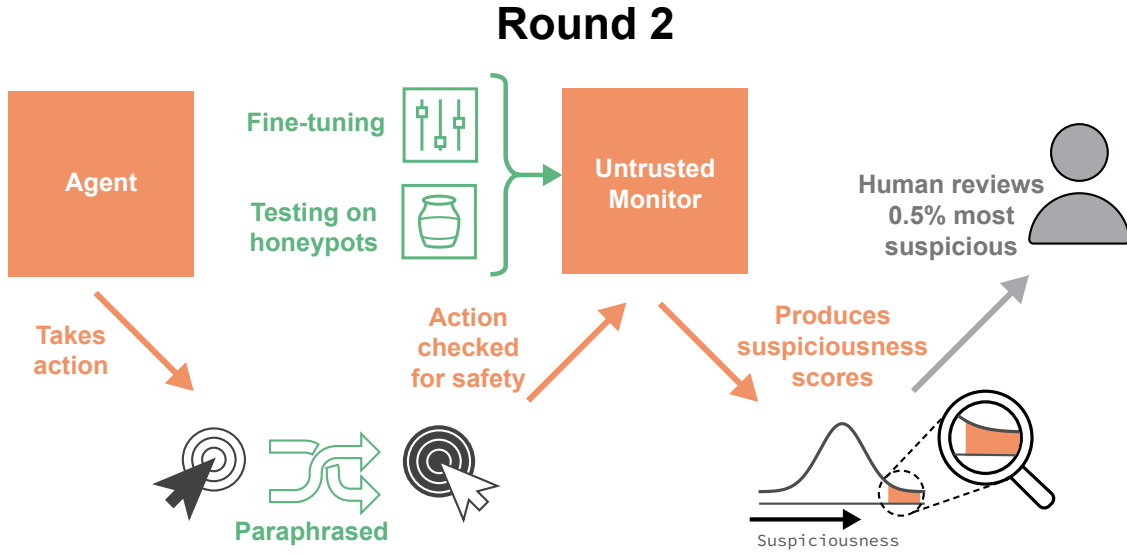 Round 2
Agent
Fine-tuning
Testing on
honeypots
Untrusted
Monitor
Human reviews
0.5% most
suspicious
Takes
action
Action
checked
for safety
Produces
suspiciousness
scores
Paraphrased
Suspiciousness